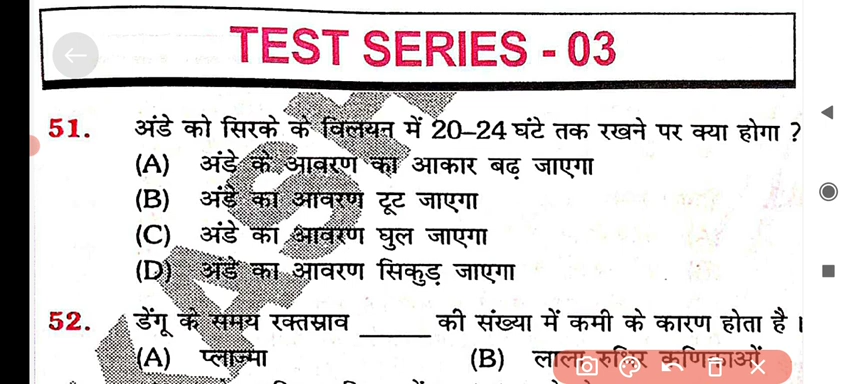 TEST SERIES - 03
51. अंडे को सिरके के विलयन में 20–24 घंटे तक रखने पर क्या होगा ?
(A) अंडे के आवरण का आकार बढ़ जाएगा
(B) अंडे का आवरण टूट जाएगा
(C) अंडे का आवरण घुल जाएगा
(D) अंडे का आवरण सिकुड़ जाएगा
52. डेंगू के समय रक्तस्राव ______ की संख्या में कमी के कारण होता है ।
(A) प्लाज्मा (B) लाल रुधिर कणिकाओं